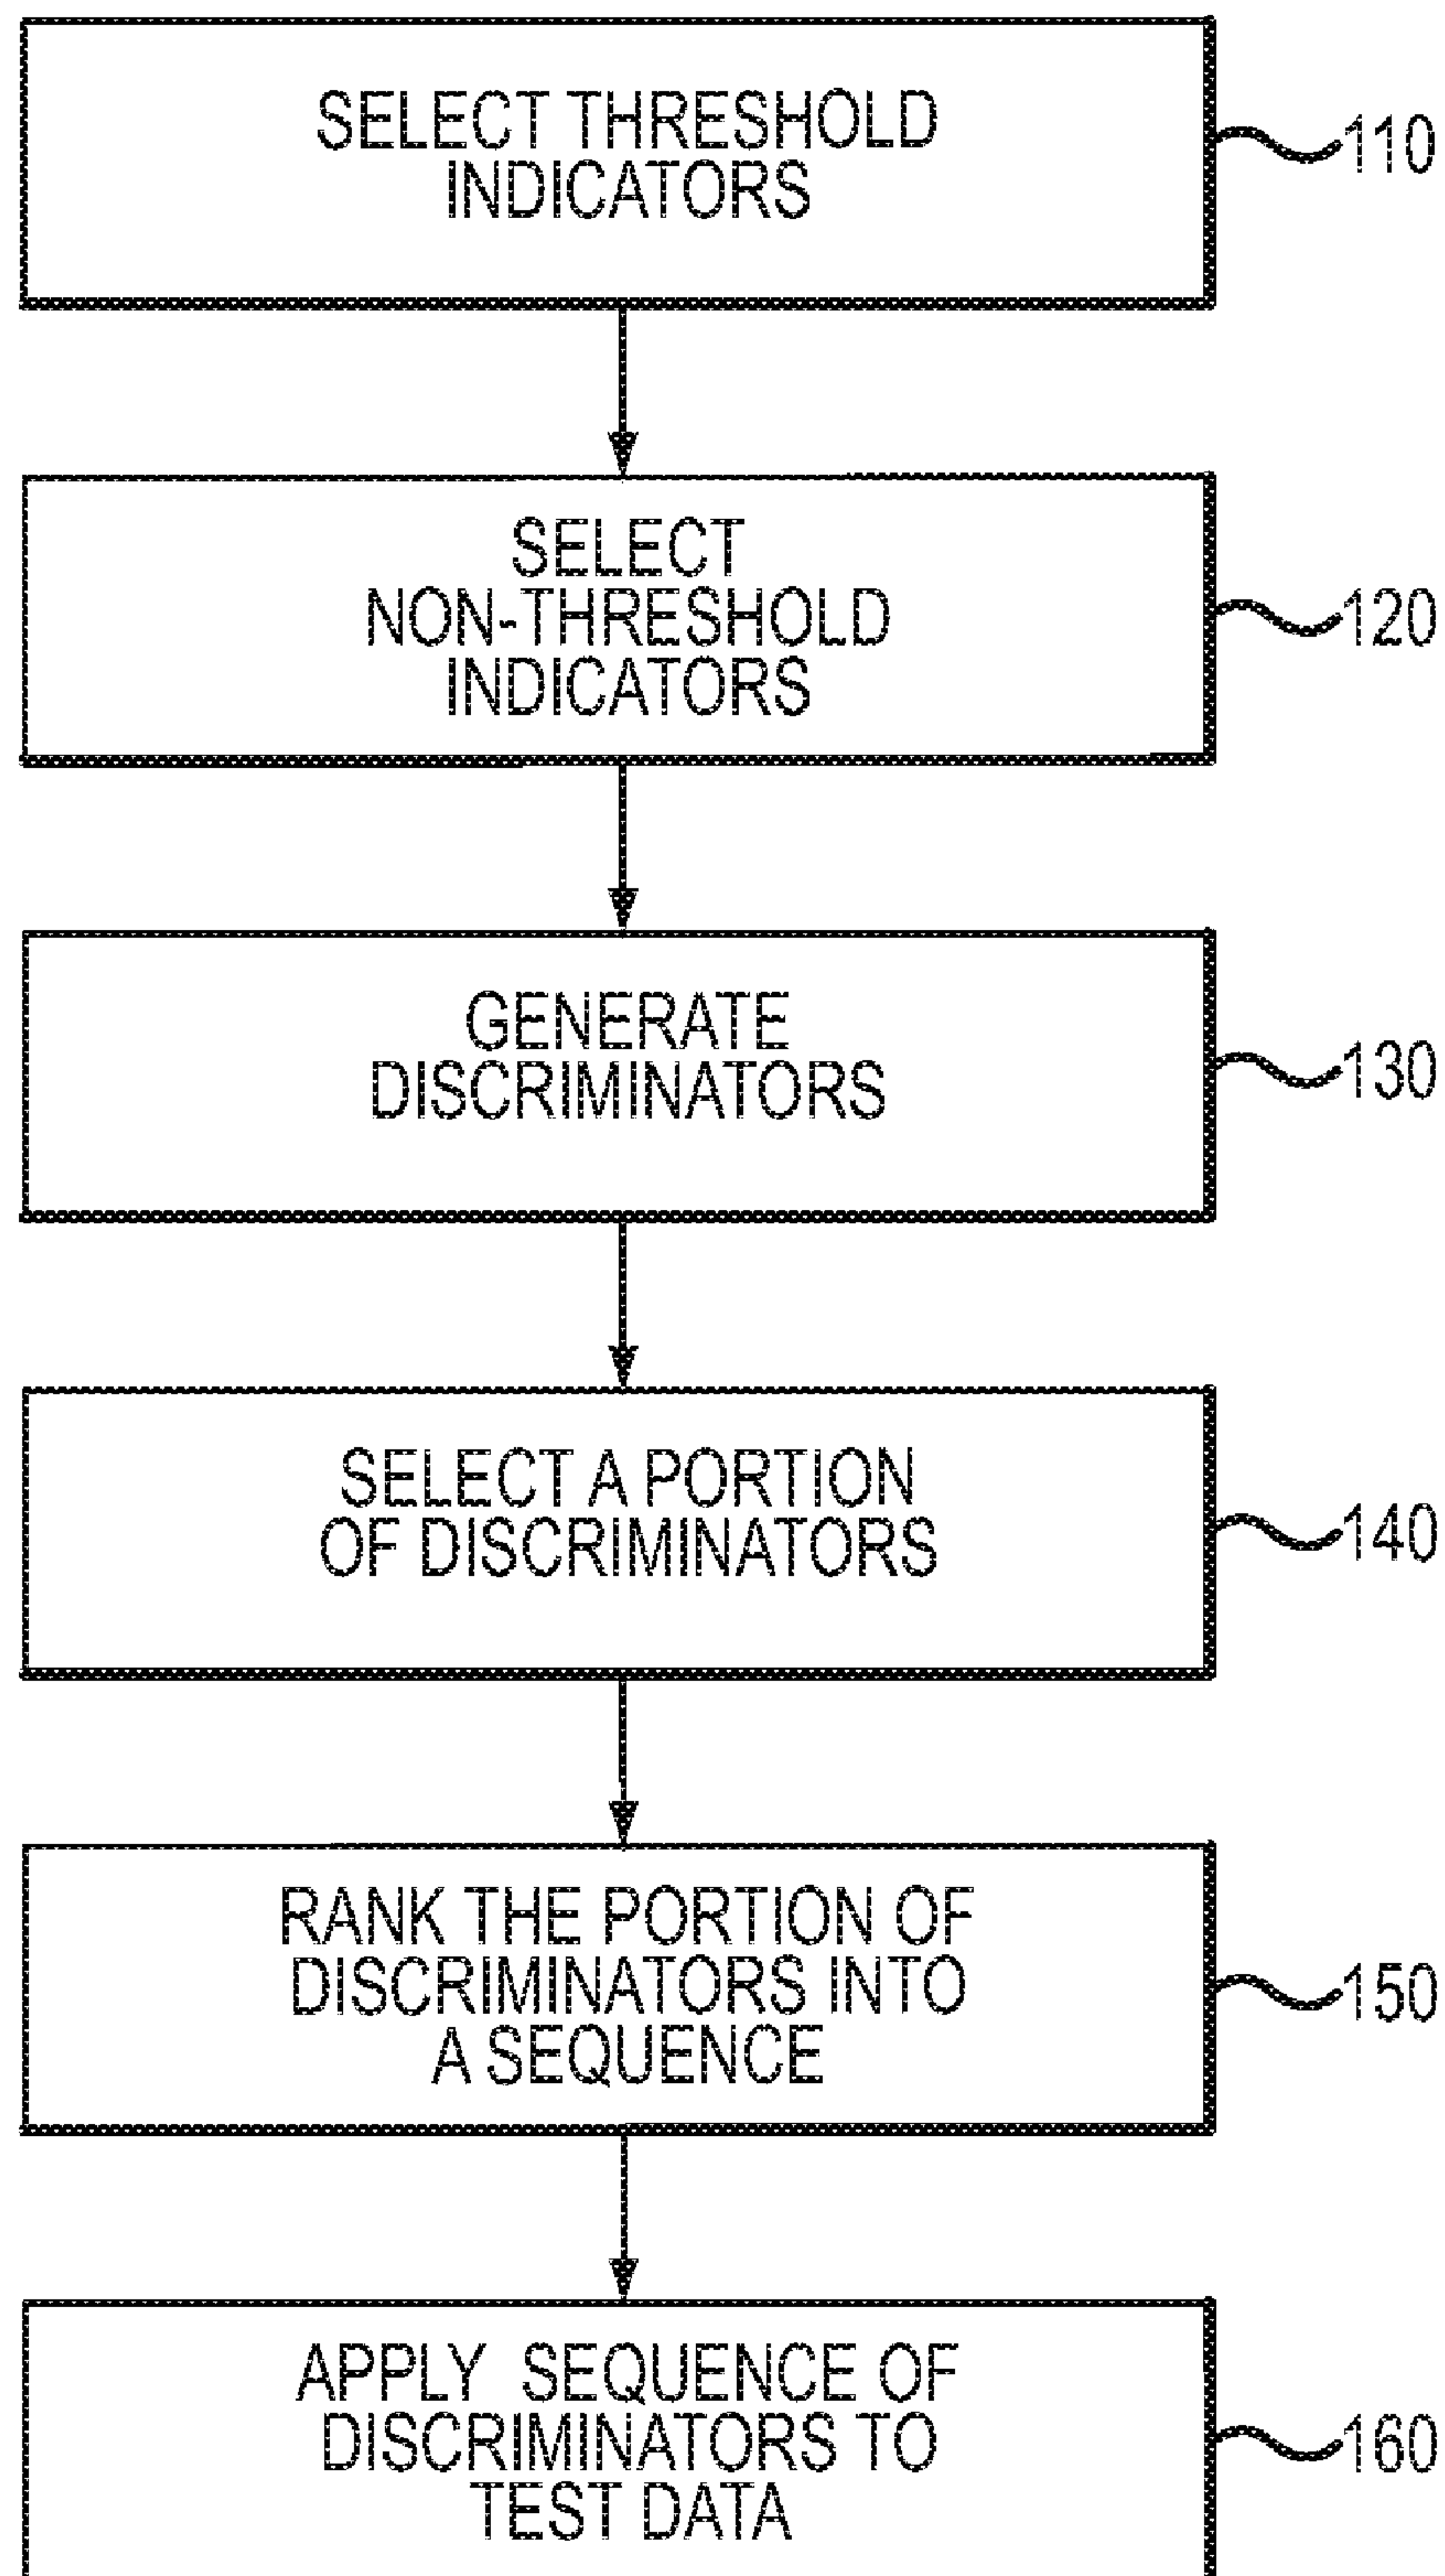 SELECT THRESHOLD
INDICATORS
110
SELECT
NON-THRESHOLD
INDICATORS
120
GENERATE
DISCRIMINATORS
130
SELECT A PORTION
OF DISCRIMINATORS
140
RANK THE PORTION OF
DISCRIMINATORS INTO
A SEQUENCE
150
APPLY SEQUENCE OF
DISCRIMINATORS TO
TEST DATA
160